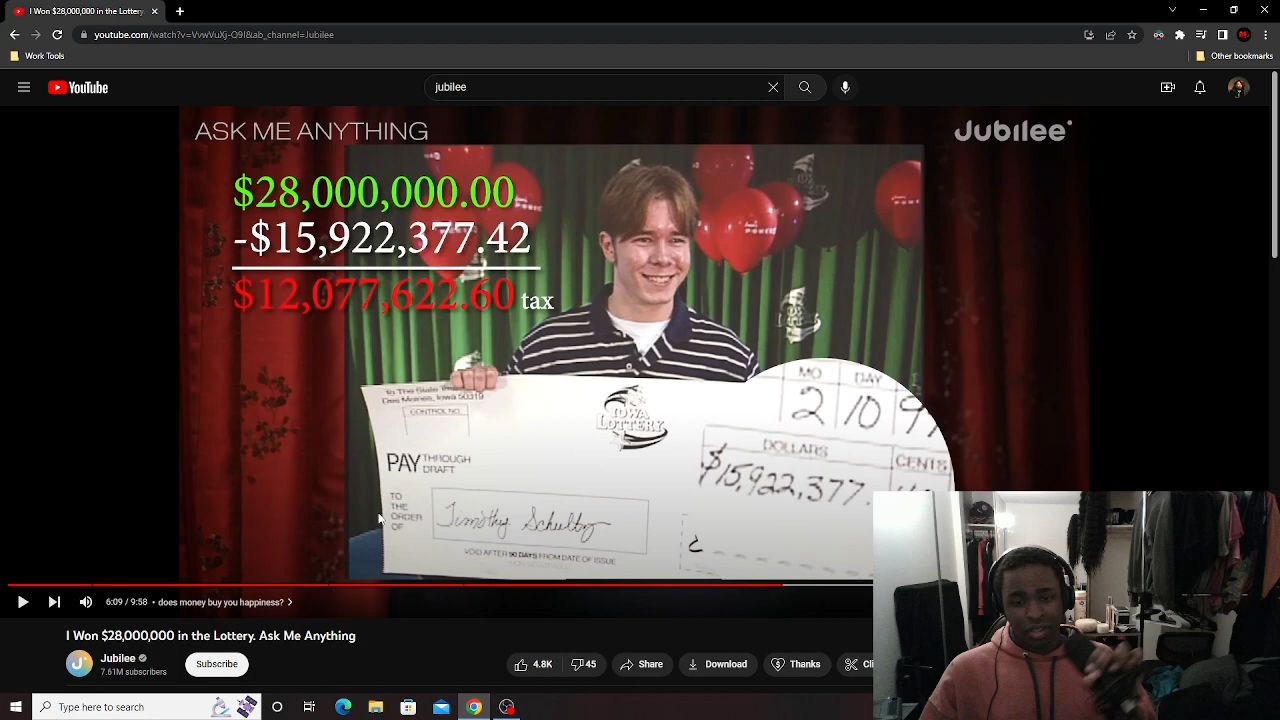 I Won $28,000,000 in the Lottery.
youtube.com/watch?v=VvwVuXj-O9I&ab_channel=Jubilee
Work Tools
Other bookmarks
YouTube
jubilee
ASK ME ANYTHING
Jubilee
$28,000,000.00
-$15,922,377.42
$12,077,622.60 tax
To The State
Des Moines, Iowa 50319
CONTROL NO.
IOWA
LOTTERY
MO DAY
2 10
DOLLARS
CENTS
$15,922,377.
PAY THROUGH
DRAFT
TO
THE
ORDER
OF
Timothy Schultz
VOID AFTER 90 DAYS FROM DATE OF ISSUE
6:09 / 9:58 • does money buy you happiness? >
I Won $28,000,000 in the Lottery. Ask Me Anything
Jubilee
7.61M subscribers
Subscribe
4.8K
45
Share
Download
Thanks
Cli
Type here to search